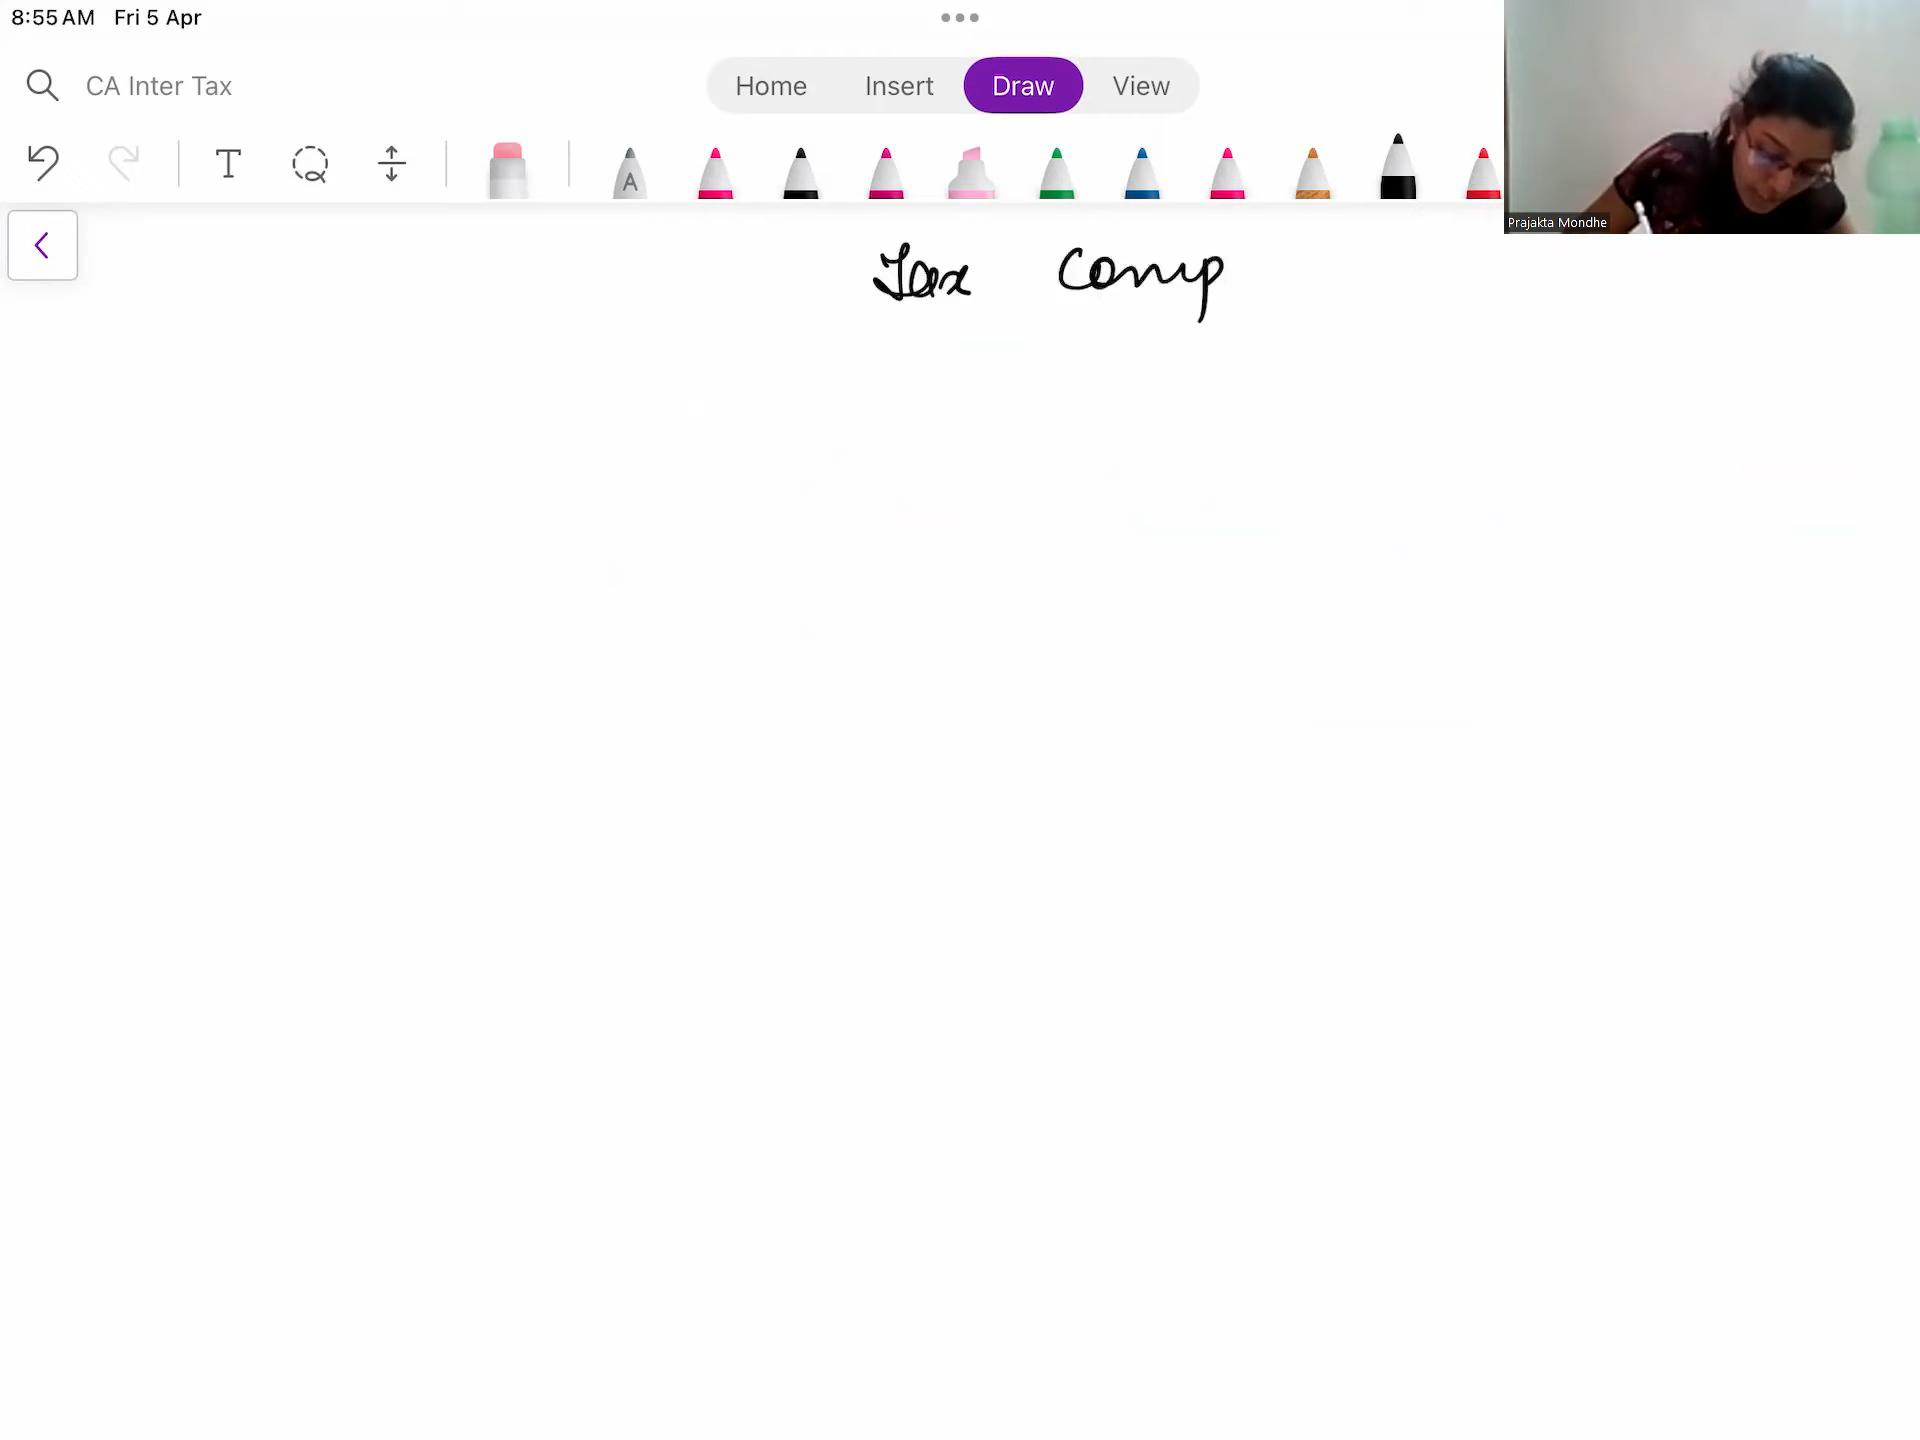 8:55 AM Fri 5 Apr
CA Inter Tax
Home Insert Draw View
T
A
Prajakta Mondhe
Tax Comp